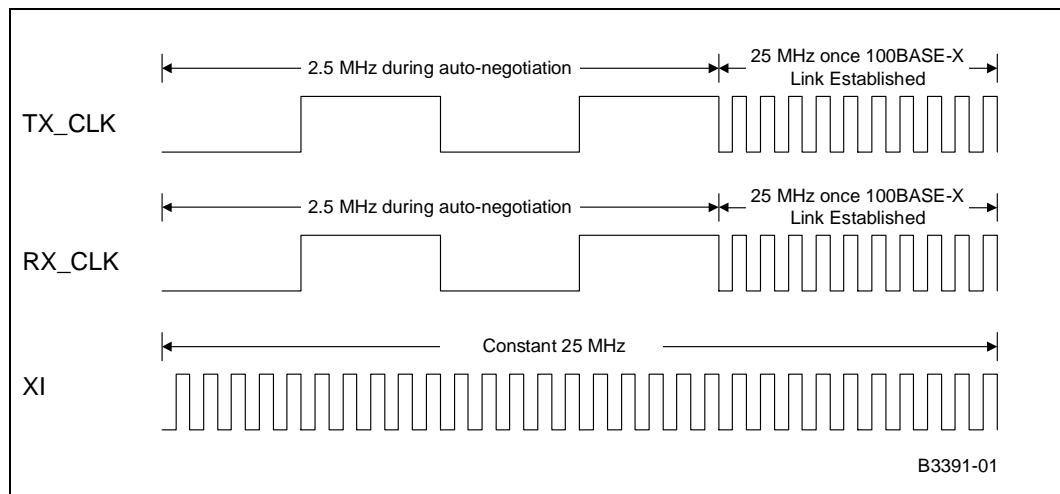 2.5 MHz during auto-negotiation
25 MHz once 100BASE-X
Link Established
TX_CLK
2.5 MHz during auto-negotiation
25 MHz once 100BASE-X
Link Established
RX_CLK
Constant 25 MHz
XI
B3391-01